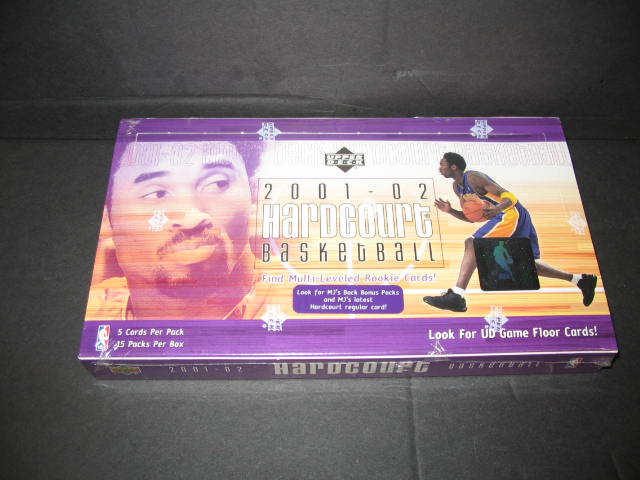 UPPER DECK
2001-02
HARDCOURT
BASKETBALL
Find Multi-Leveled Rookie Cards!
Look for MJ's Back Bonus Packs
and MJ's latest
Hardcourt regular card!
5 Cards Per Pack
15 Packs Per Box
Look For UD Game Floor Cards!
2001-02 HARDCOURT BASKETBALL